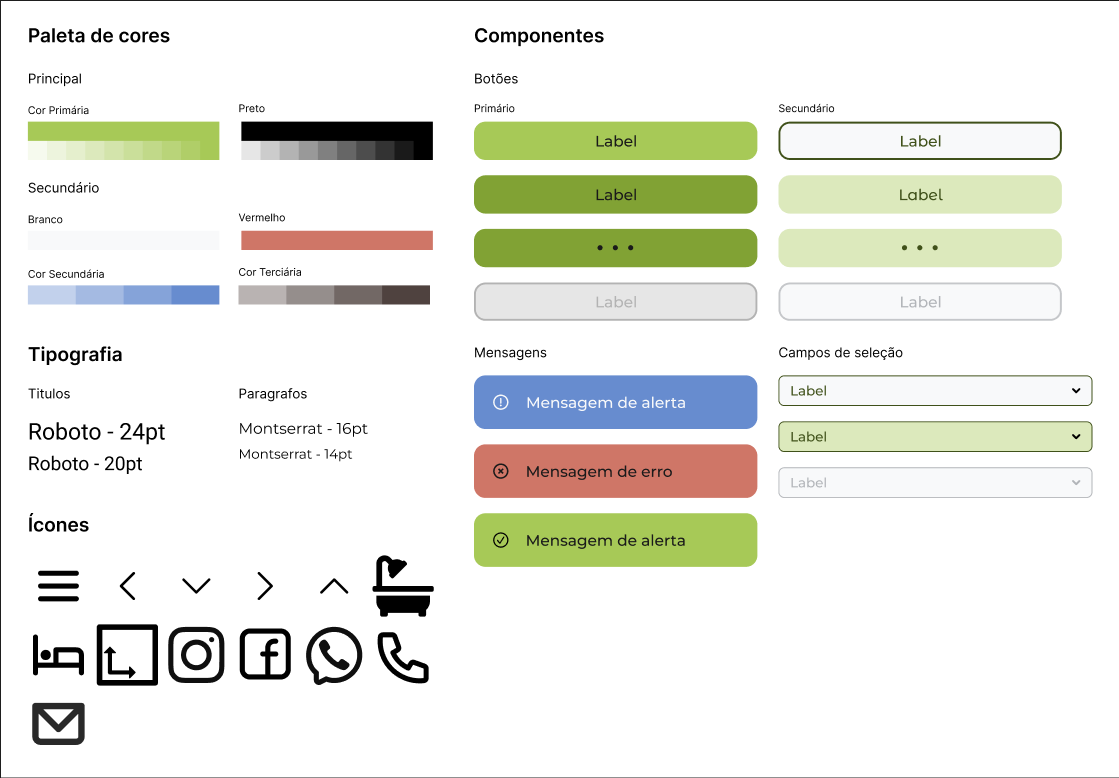 Paleta de cores
Principal
Cor Primária
Preto
Secundário
Branco
Vermelho
Cor Secundária
Cor Terciária
Tipografia
Titulos
Paragrafos
Roboto - 24pt
Montserrat - 16pt
Roboto - 20pt
Montserrat - 14pt
Ícones
Componentes
Botões
Primário
Secundário
Label
Label
Label
Label
Label
Label
Mensagens
Campos de seleção
Mensagem de alerta
Label
Label
Mensagem de erro
Label
Mensagem de alerta